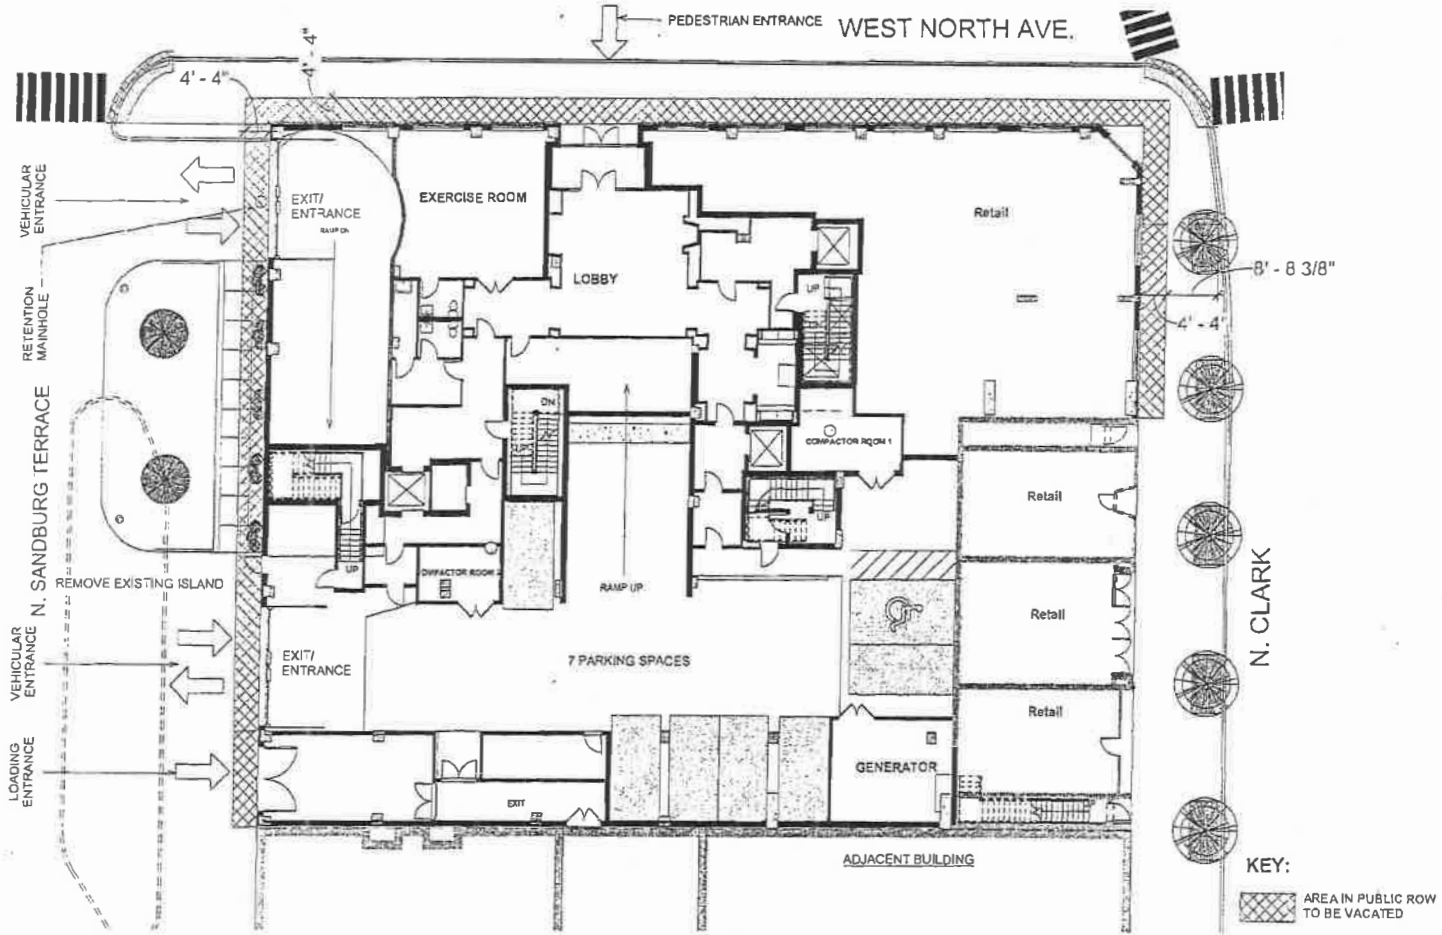 PEDESTRIAN ENTRANCE
WEST NORTH AVE.
4' - 4"
4' - 4"
VEHICULAR
ENTRANCE
EXIT/
ENTRANCE
RAMP DN
EXERCISE ROOM
LOBBY
Retail
UP
8' - 8 3/8"
4' - 4"
RETENTION
MAINHOLE
N. SANDBURG TERRACE
DN
COMPACTOR ROOM 1
Retail
UP
UP
OMPACTOR ROOM
REMOVE EXISTING ISLAND
RAMP UP
Retail
N. CLARK
VEHICULAR
ENTRANCE
EXIT/
ENTRANCE
7 PARKING SPACES
Retail
LOADING
ENTRANCE
EXIT
GENERATOR
ADJACENT BUILDING
KEY:
AREA IN PUBLIC ROW
TO BE VACATED